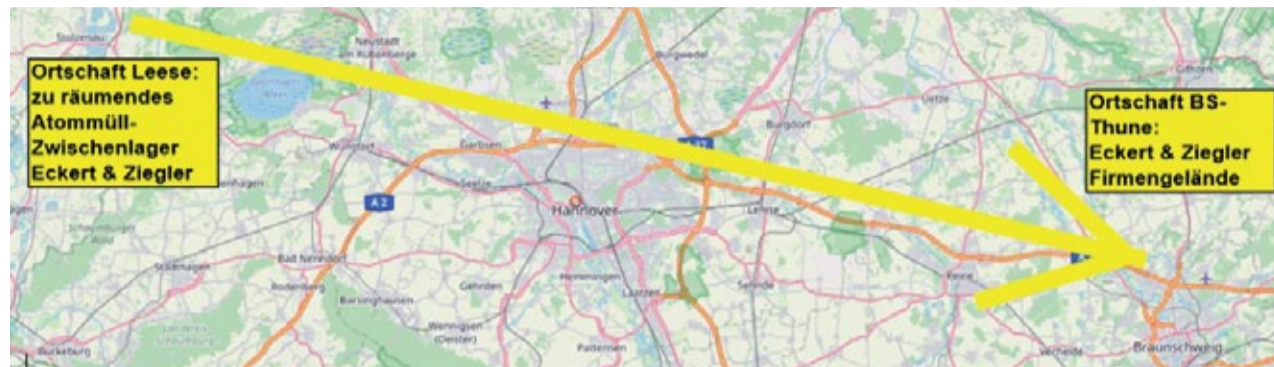 Ortschaft Leese:
zu räumendes
Atommüll-
Zwischenlager
Eckert & Ziegler
Ortschaft BS-
Thune:
Eckert & Ziegler
Firmengelände
Stolzenau
Neustadt
am Rübenberge
Burgwedel
Gifhorn
Uetze
Burgdorf
Wunstorf
Garbsen
Seelze
A 2
Hannover
Lehrte
Stadthagen
Bad Nenndorf
Rodenberg
Barsinghausen
Gehrden
Hemmingen
Laatzen
Sehnde
Peine
Wennigsen
(Deister)
Pattensen
Bückeburg
Vechelde
Braunschweig